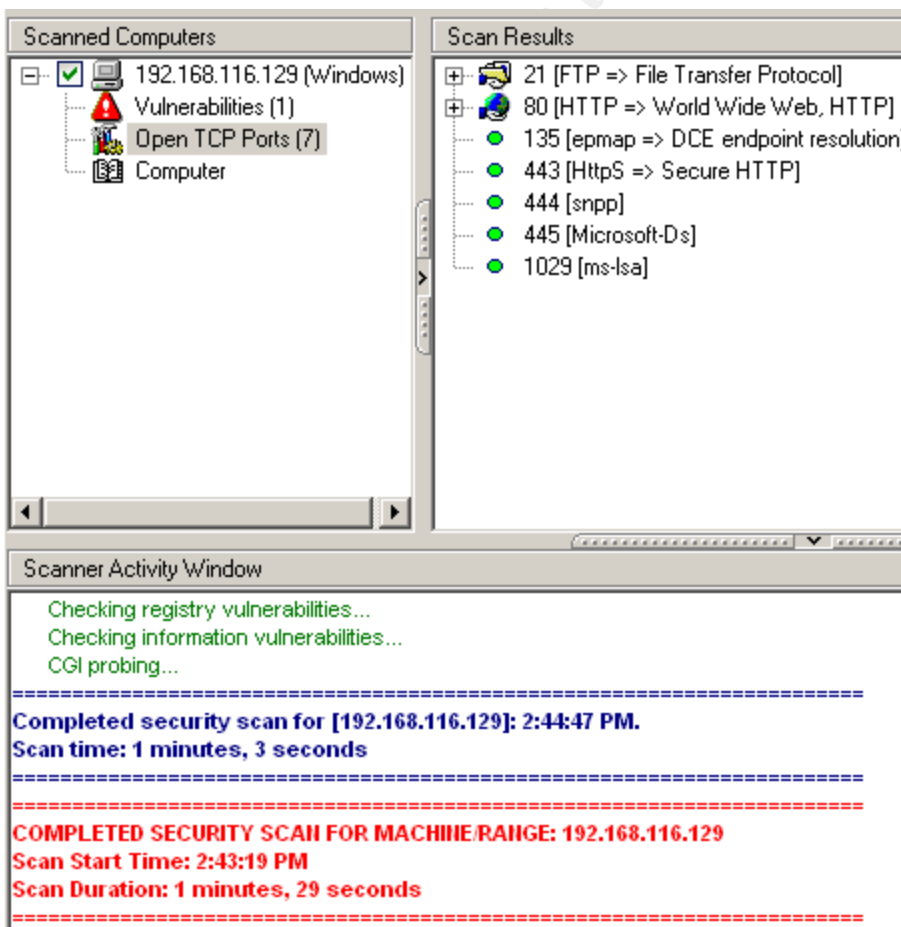 Scanned Computers
192.168.116.129 (Windows)
Vulnerabilities (1)
Open TCP Ports (7)
Computer
Scan Results
21 [FTP => File Transfer Protocol]
80 [HTTP => World Wide Web, HTTP]
135 [epmap => DCE endpoint resolution]
443 [HttpS => Secure HTTP]
444 [snpp]
445 [Microsoft-Ds]
1029 [ms-lsa]
Scanner Activity Window
Checking registry vulnerabilities...
Checking information vulnerabilities...
CGI probing...
=======================================================================
Completed security scan for [192.168.116.129]: 2:44:47 PM.
Scan time: 1 minutes, 3 seconds
=======================================================================
=======================================================================
COMPLETED SECURITY SCAN FOR MACHINE/RANGE: 192.168.116.129
Scan Start Time: 2:43:19 PM
Scan Duration: 1 minutes, 29 seconds
=======================================================================